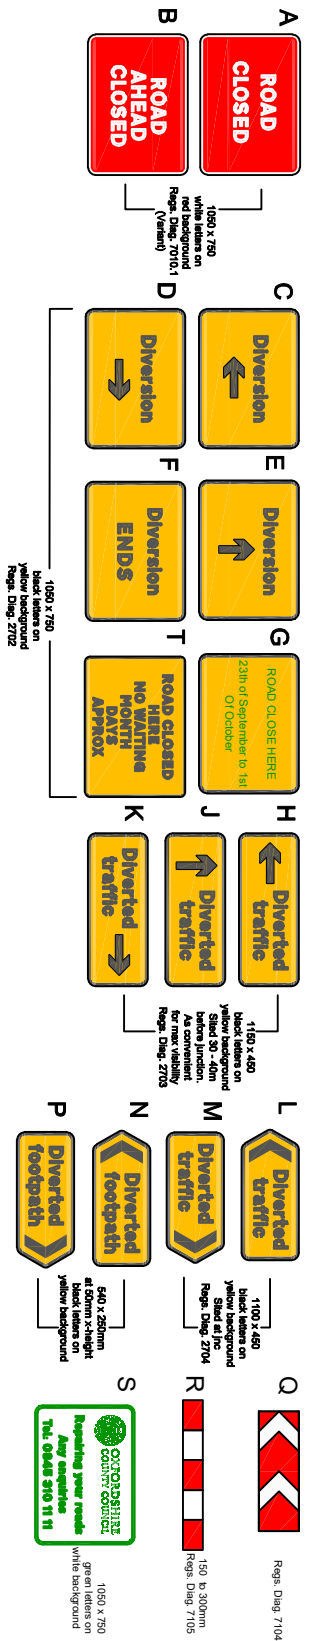 A
ROAD
CLOSED
B
ROAD
AHEAD
CLOSED
1050 x 750
white letters on
red background
Regs. Diag. 7010.1
(Variant)
C
Diversion
D
Diversion
E
Diversion
F
Diversion
ENDS
G
ROAD CLOSE HERE
23th of September to 1st
Of October
T
ROAD CLOSED
HERE
NO WAITING
MONTH
DAYS
APPROX
1050 x 750
black letters on
yellow background
Regs. Diag. 2702
H
Diverted
traffic
J
Diverted
traffic
K
Diverted
traffic
1150 x 450
black letters on
yellow background
Sited 30 - 40m
before junction.
As convenient
for max visibility
Regs. Diag. 2703
L
Diverted
traffic
M
Diverted
traffic
1100 x 450
black letters on
yellow background
Sited at jnc
Regs. Diag. 2704
N
Diverted
footpath
P
Diverted
footpath
540 x 250mm
at 50mm x-height
black letters on
yellow background
Q
Regs. Diag. 7104
R
150 to 300mm
Regs. Diag. 7105
S
OXFORDSHIRE
COUNTY COUNCIL
Repairing your roads
Any enquiries
Tel: 0845 310 11 11
1050 x 750
green letters on
white background